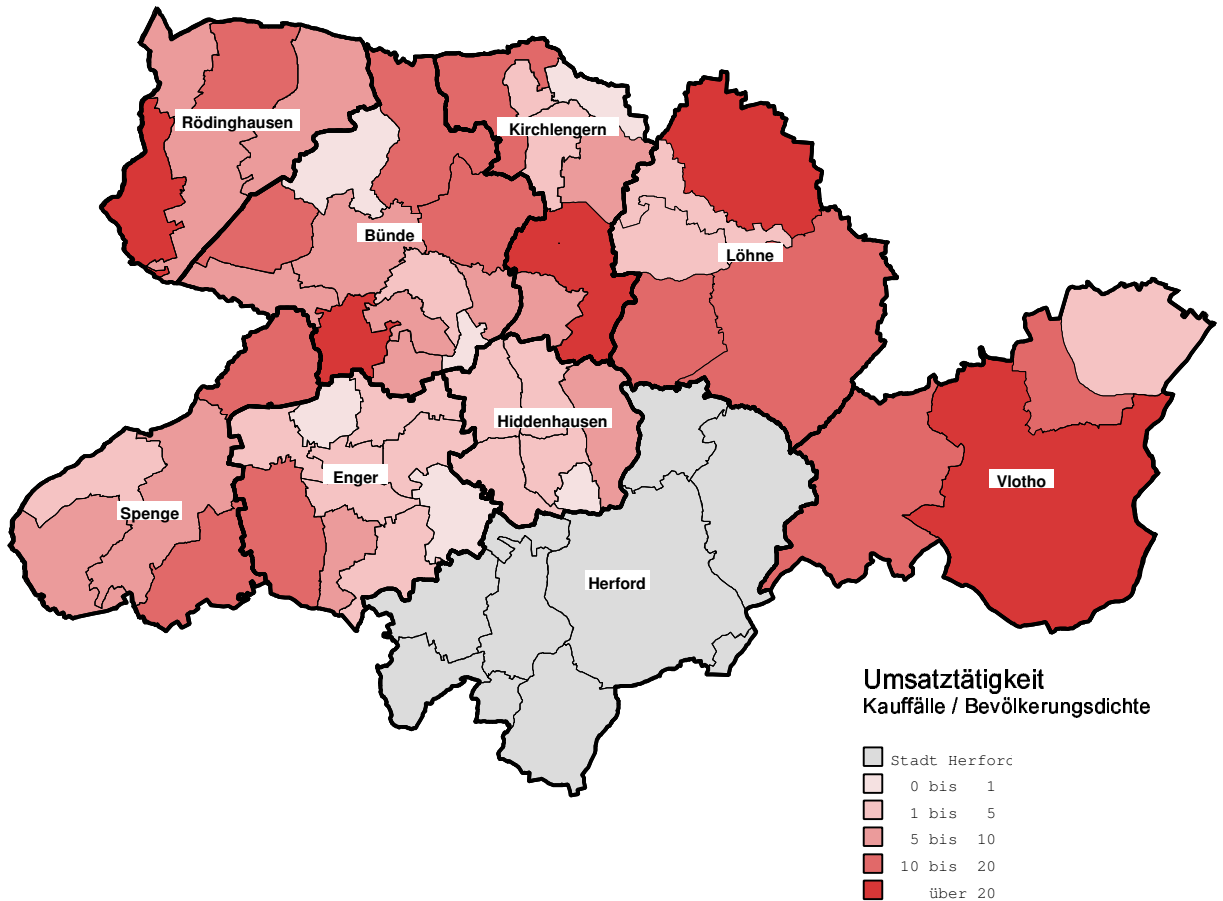 Rödinghausen
Kirchlengern
Bünde
Löhne
Hiddenhausen
Enger
Vlotho
Spenge
Herford
Umsatztätigkeit
Kauffälle / Bevölkerungsdichte
Stadt Herford
0 bis 1
1 bis 5
5 bis 10
10 bis 20
über 20